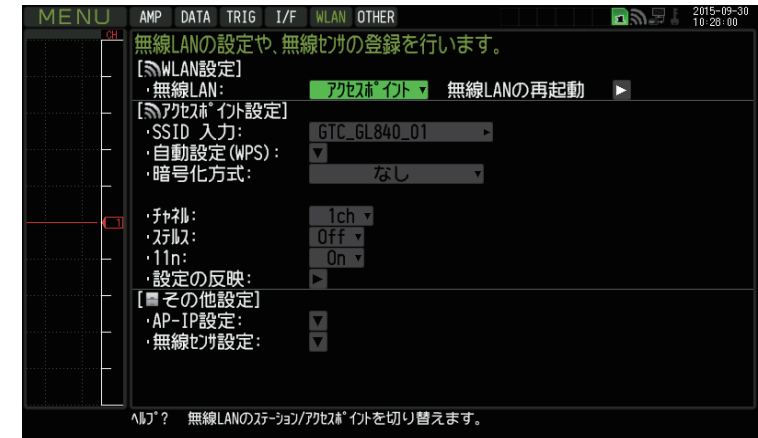 MENU AMP DATA TRIG I/F WLAN OTHER 2015-09-30
10:28:00
CH
無線LANの設定や、無線ｾﾝｻの登録を行います。
[WLAN設定]
・無線LAN: ｱｸｾｽﾎﾟｲﾝﾄ 無線LANの再起動
[ｱｸｾｽﾎﾟｲﾝﾄ設定]
・SSID 入力: GTC_GL840_01
・自動設定(WPS):
・暗号化方式: なし
・ﾁｬﾈﾙ: 1ch
1
・ｽﾃﾙｽ: Off
・11n: On
・設定の反映:
[その他設定]
・AP-IP設定:
・無線ｾﾝｻ設定:
ﾍﾙﾌﾟ? 無線LANのｽﾃｰｼｮﾝ/ｱｸｾｽﾎﾟｲﾝﾄを切り替えます。